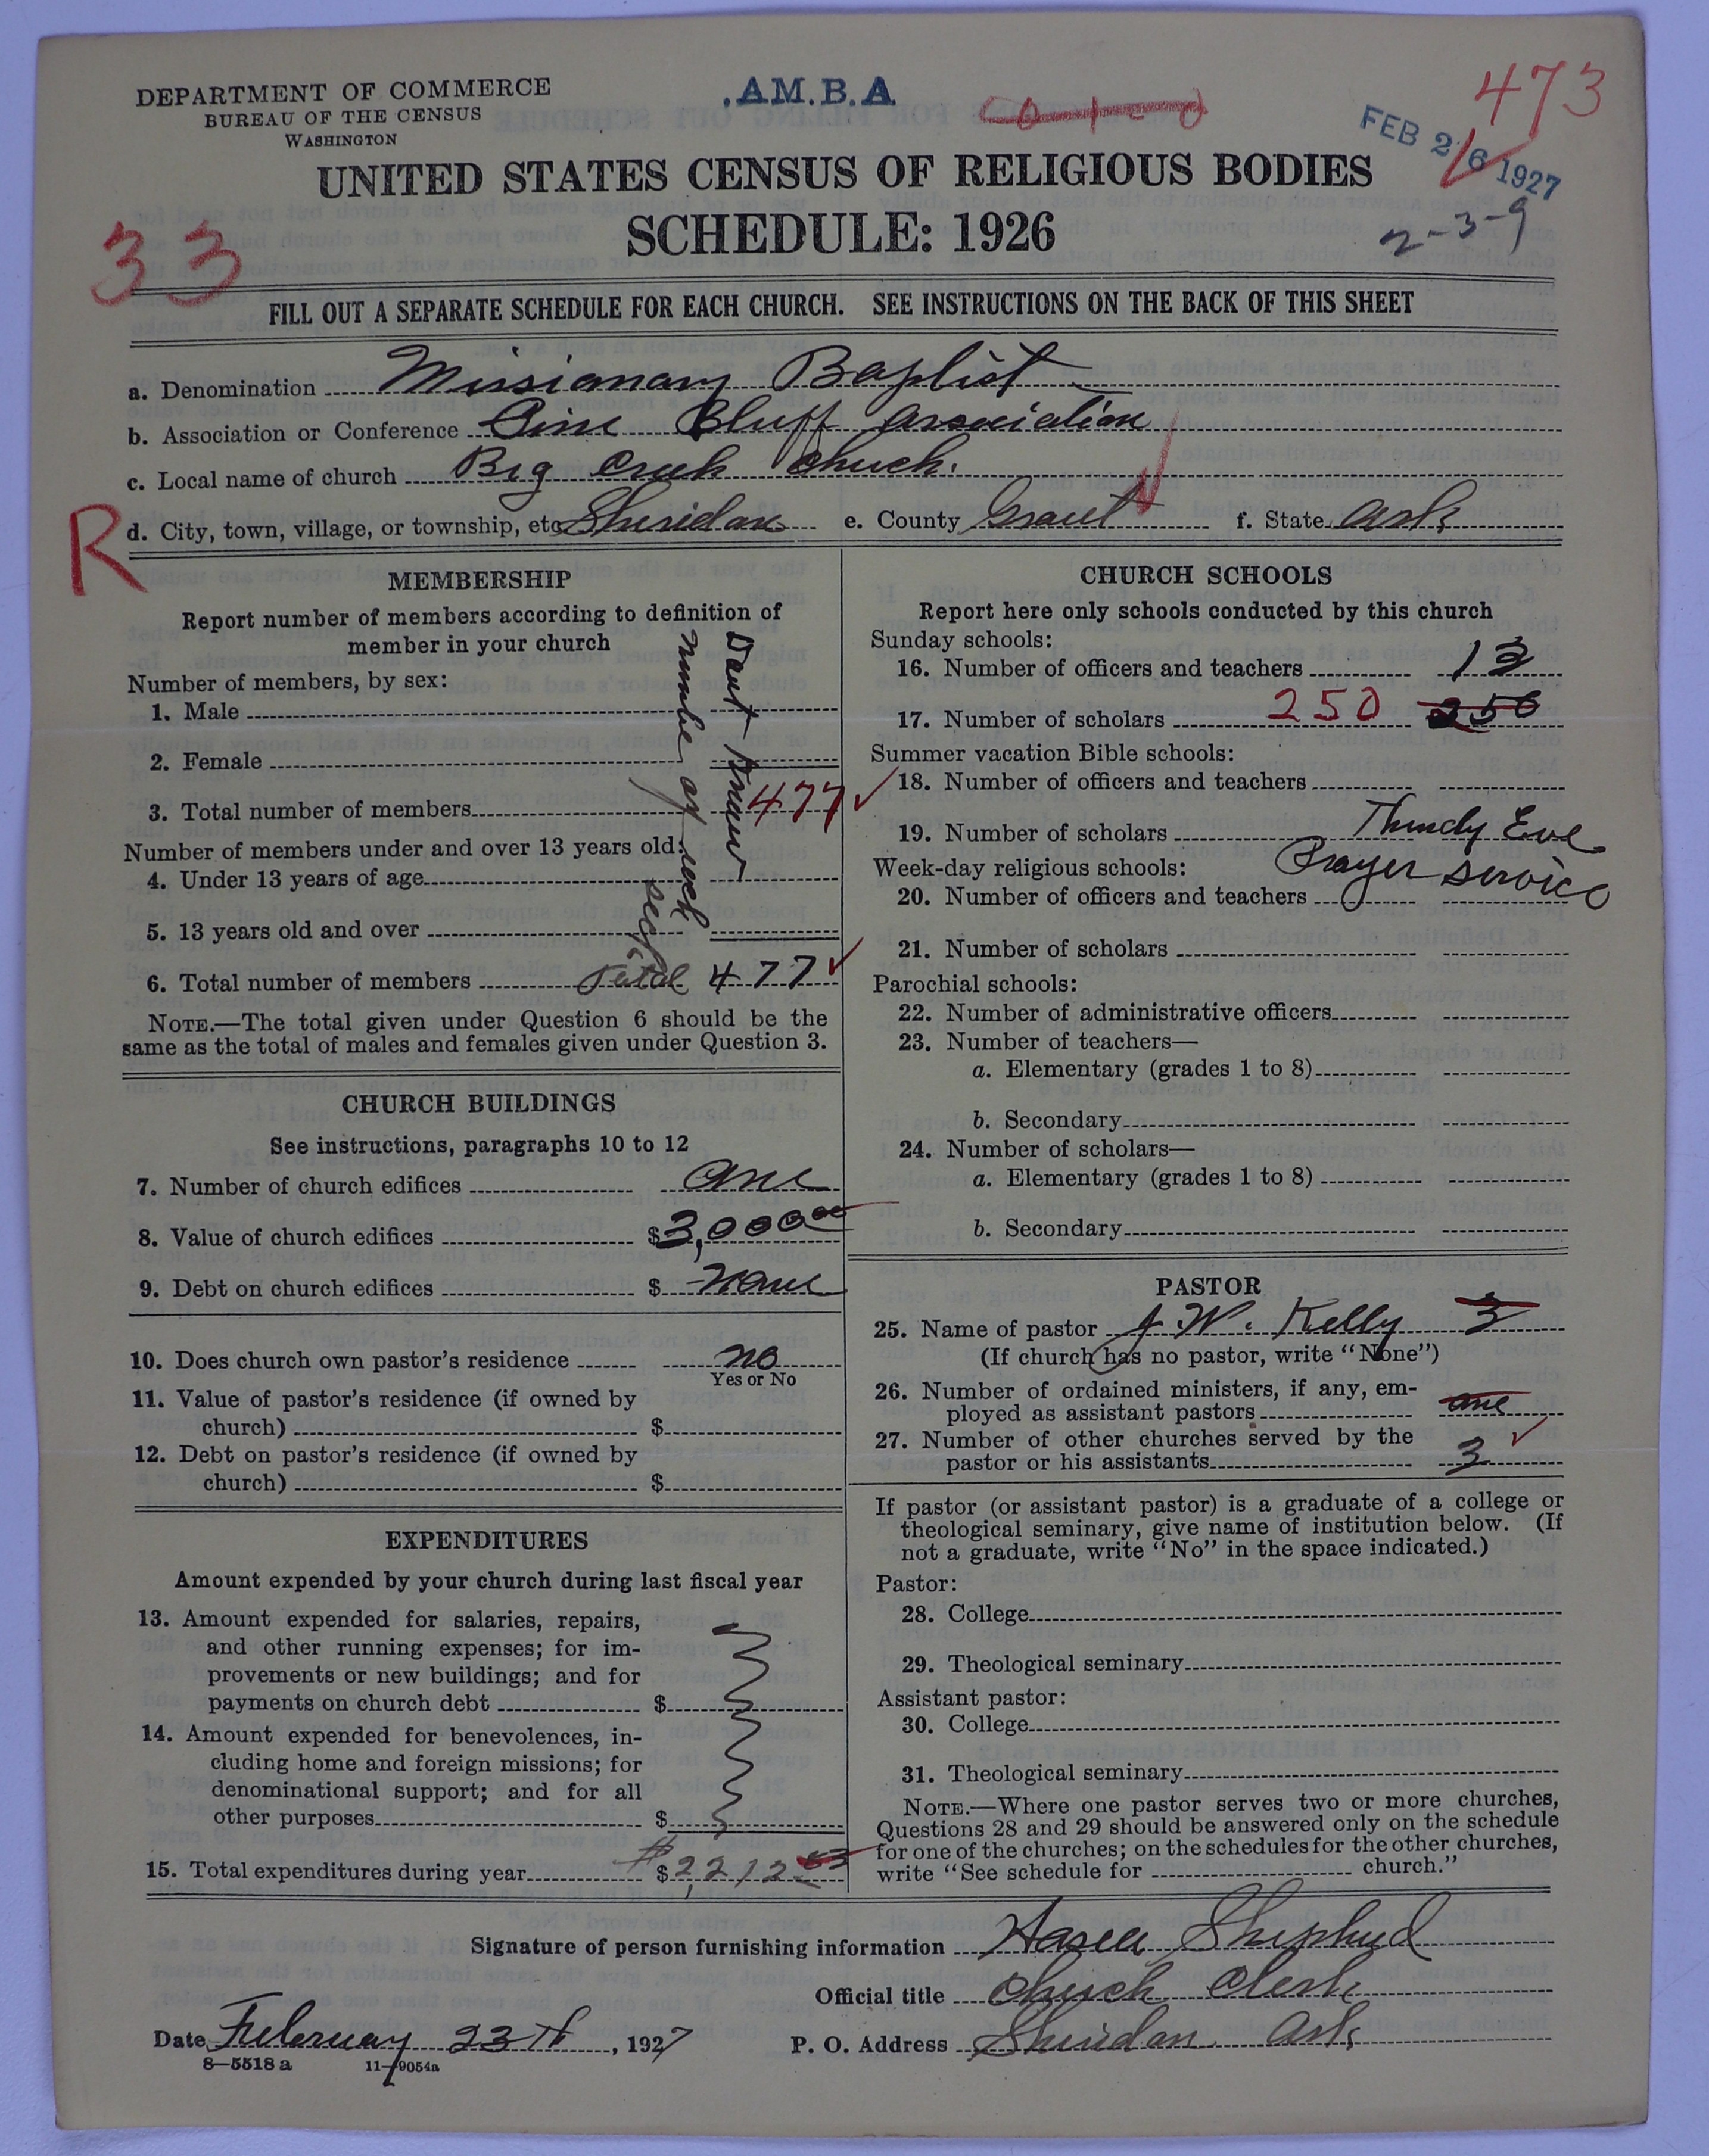 DEPARTMENT OF COMMERCE
BUREAU OF THE CENSUS
WASHINGTON
.AM.B.A
473
FEB 26 1927
2-3-9
UNITED STATES CENSUS OF RELIGIOUS BODIES
SCHEDULE: 1926
33
FILL OUT A SEPARATE SCHEDULE FOR EACH CHURCH. SEE INSTRUCTIONS ON THE BACK OF THIS SHEET
a. Denomination Missionary Baptist
b. Association or Conference Pine Bluff association
c. Local name of church Big Creek Church.
R
d. City, town, village, or township, etc Sheridan e. County Grant f. State Ark
MEMBERSHIP
Report number of members according to definition of
member in your church
Number of members, by sex:
1. Male
2. Female
3. Total number of members 477
Number of members under and over 13 years old:
4. Under 13 years of age
5. 13 years old and over
Dont Know
number of each
sex
6. Total number of members Total 477
NOTE.—The total given under Question 6 should be the
same as the total of males and females given under Question 3.
CHURCH BUILDINGS
See instructions, paragraphs 10 to 12
7. Number of church edifices one
8. Value of church edifices $3,000.00
9. Debt on church edifices $ none
10. Does church own pastor's residence no
Yes or No
11. Value of pastor's residence (if owned by
church) $
12. Debt on pastor's residence (if owned by
church) $
EXPENDITURES
Amount expended by your church during last fiscal year
13. Amount expended for salaries, repairs,
and other running expenses; for im-
provements or new buildings; and for
payments on church debt $
14. Amount expended for benevolences, in-
cluding home and foreign missions; for
denominational support; and for all
other purposes $
15. Total expenditures during year $ $2,212
CHURCH SCHOOLS
Report here only schools conducted by this church
Sunday schools:
16. Number of officers and teachers 13
17. Number of scholars 250 250
Summer vacation Bible schools:
18. Number of officers and teachers
19. Number of scholars
Eve
Prayer service
Week-day religious schools:
20. Number of officers and teachers
21. Number of scholars
Parochial schools:
22. Number of administrative officers
23. Number of teachers—
a. Elementary (grades 1 to 8)
b. Secondary
24. Number of scholars—
a. Elementary (grades 1 to 8)
b. Secondary
PASTOR
25. Name of pastor J. W. Kelly 3
(If church has no pastor, write "None")
26. Number of ordained ministers, if any, em-
ployed as assistant pastors one
27. Number of other churches served by the
pastor or his assistants 3
If pastor (or assistant pastor) is a graduate of a college or
theological seminary, give name of institution below. (If
not a graduate, write "No" in the space indicated.)
Pastor:
28. College
29. Theological seminary
Assistant pastor:
30. College
31. Theological seminary
NOTE.—Where one pastor serves two or more churches,
Questions 28 and 29 should be answered only on the schedule
for one of the churches; on the schedules for the other churches,
write "See schedule for church."
Signature of person furnishing information
Official title Church Clerk
Date February 23th, 1927 P. O. Address Sheridan Ark
8—5518 a 11—9054a